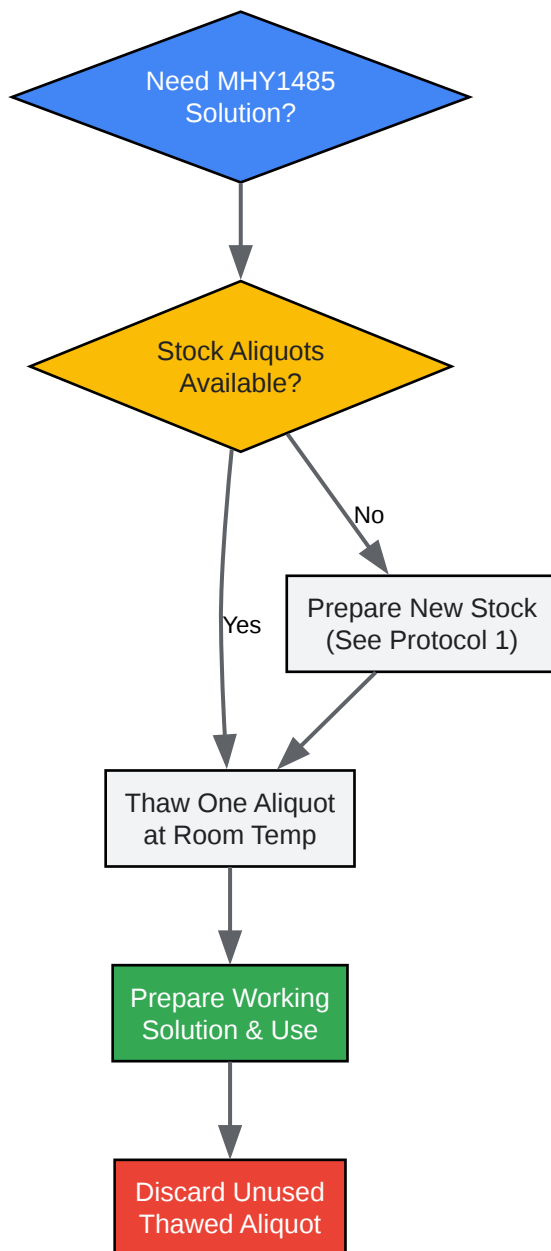 Need MHY1485
Solution?
Stock Aliquots
Available?
No
Prepare New Stock
(See Protocol 1)
Yes
Thaw One Aliquot
at Room Temp
Prepare Working
Solution & Use
Discard Unused
Thawed Aliquot